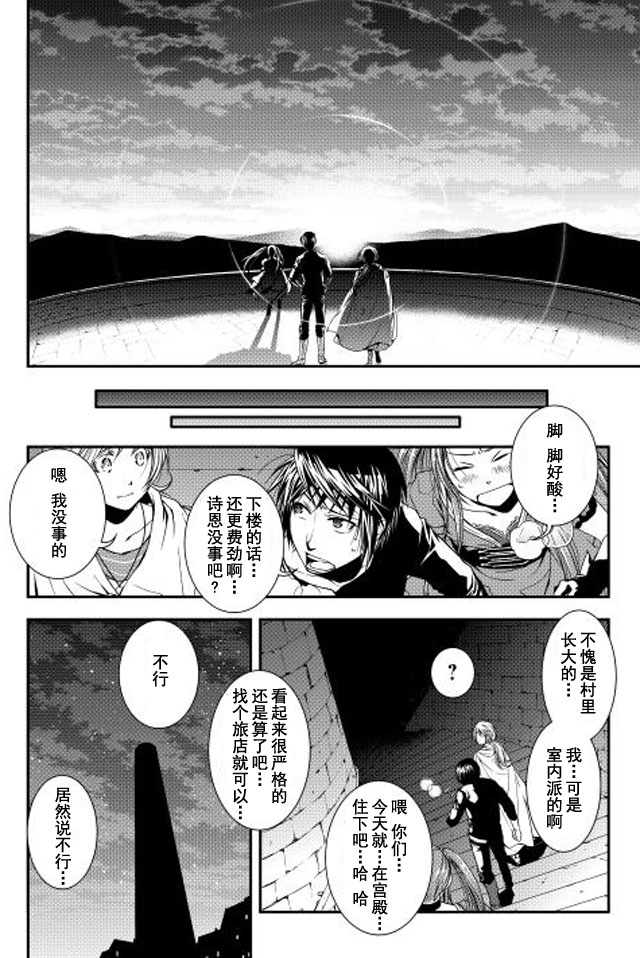 脚 脚好酸…
下楼的话…
还更费劲啊…
诗恩没事吧？
嗯 我没事的
不愧是村里
长大的…
我…可是
室内派的啊
？
喂 你们…
今天就…在宫殿
住下吧…哈 哈
看起来很严格的
还是算了吧…
找个旅店就可以…
不行
居然说不行…